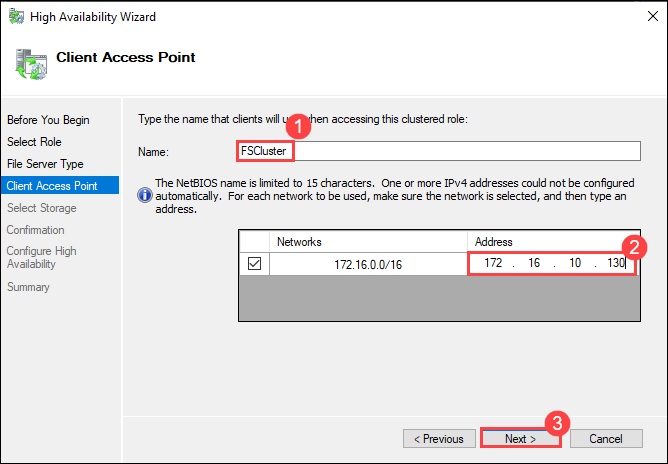 High Availability Wizard
Client Access Point
Before You Begin
Select Role
File Server Type
Client Access Point
Select Storage
Confirmation
Configure High
Availability
Summary
Type the name that clients will when accessing this clustered role:
1
Name: FSCluster
The NetBIOS name is limited to 15 characters. One or more IPv4 addresses could not be configured
automatically. For each network to be used, make sure the network is selected, and then type an
address.
Networks Address
2
172.16.0.0/16 172 . 16 . 10 . 130
3
< Previous Next > Cancel